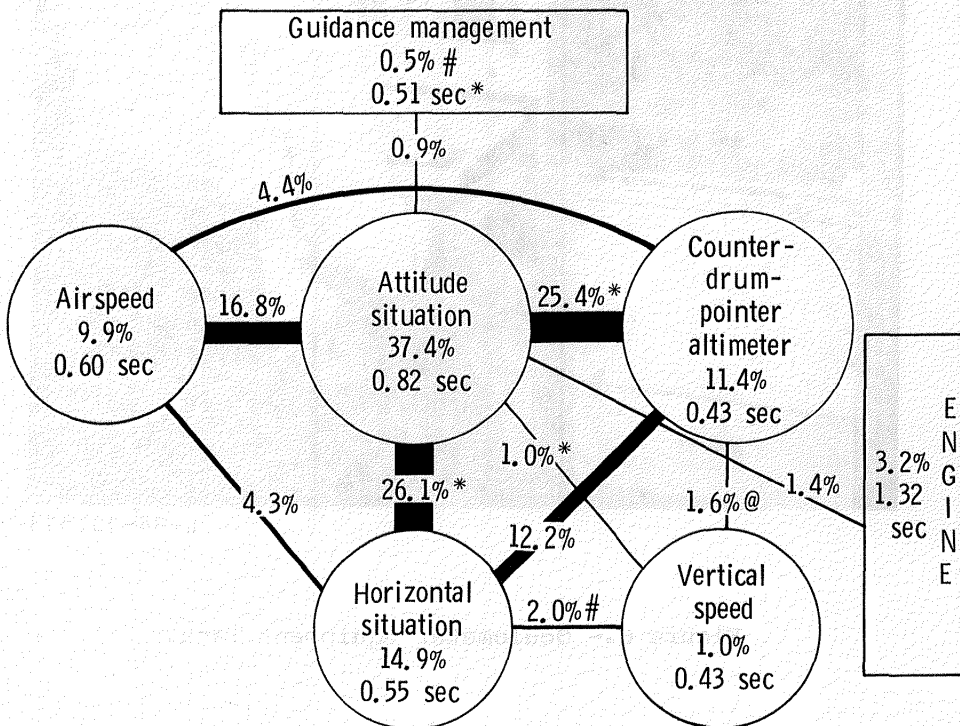 Guidance management
0.5% #
0.51 sec*
0.9%
4.4%
Airspeed
9.9%
0.60 sec
16.8%
Attitude
situation
37.4%
0.82 sec
25.4%*
Counter-
drum-
pointer
altimeter
11.4%
0.43 sec
4.3%
26.1%*
1.0%*
12.2%
1.6%@
1.4%
3.2%
1.32
sec
ENGINE
Horizontal
situation
14.9%
0.55 sec
2.0%#
Vertical
speed
1.0%
0.43 sec